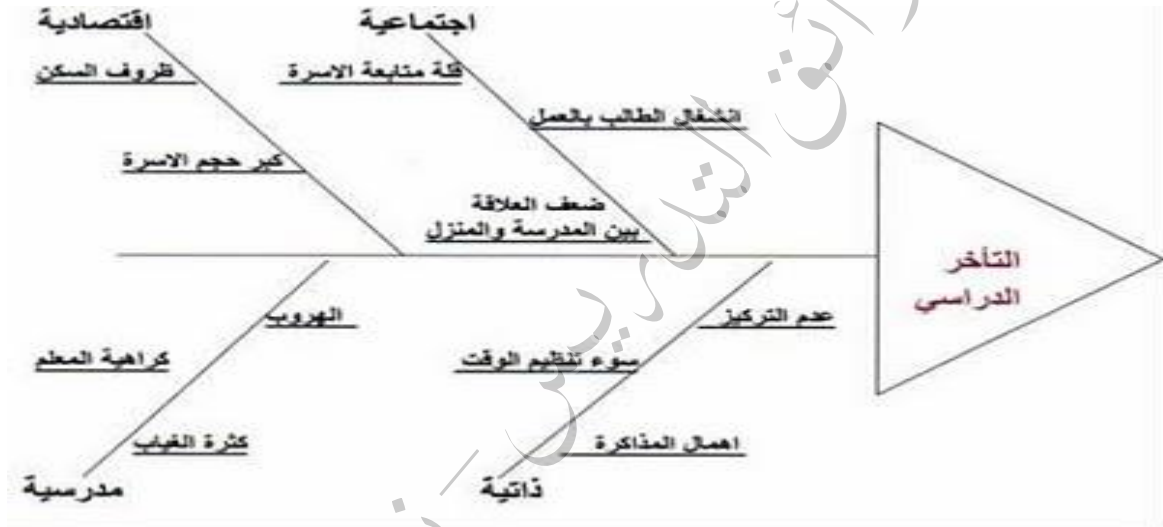 اجتماعية
اقتصادية
قلة متابعة الاسرة
ظروف السكن
انشغال الطالب بالعمل
كبر حجم الاسرة
ضعف العلاقة
بين المدرسة والمنزل
التأخر
الدراسي
عدم التركيز
الهروب
سوء تنظيم الوقت
كراهية المعلم
اهمال المذاكرة
كثرة الغياب
ذاتية
مدرسية